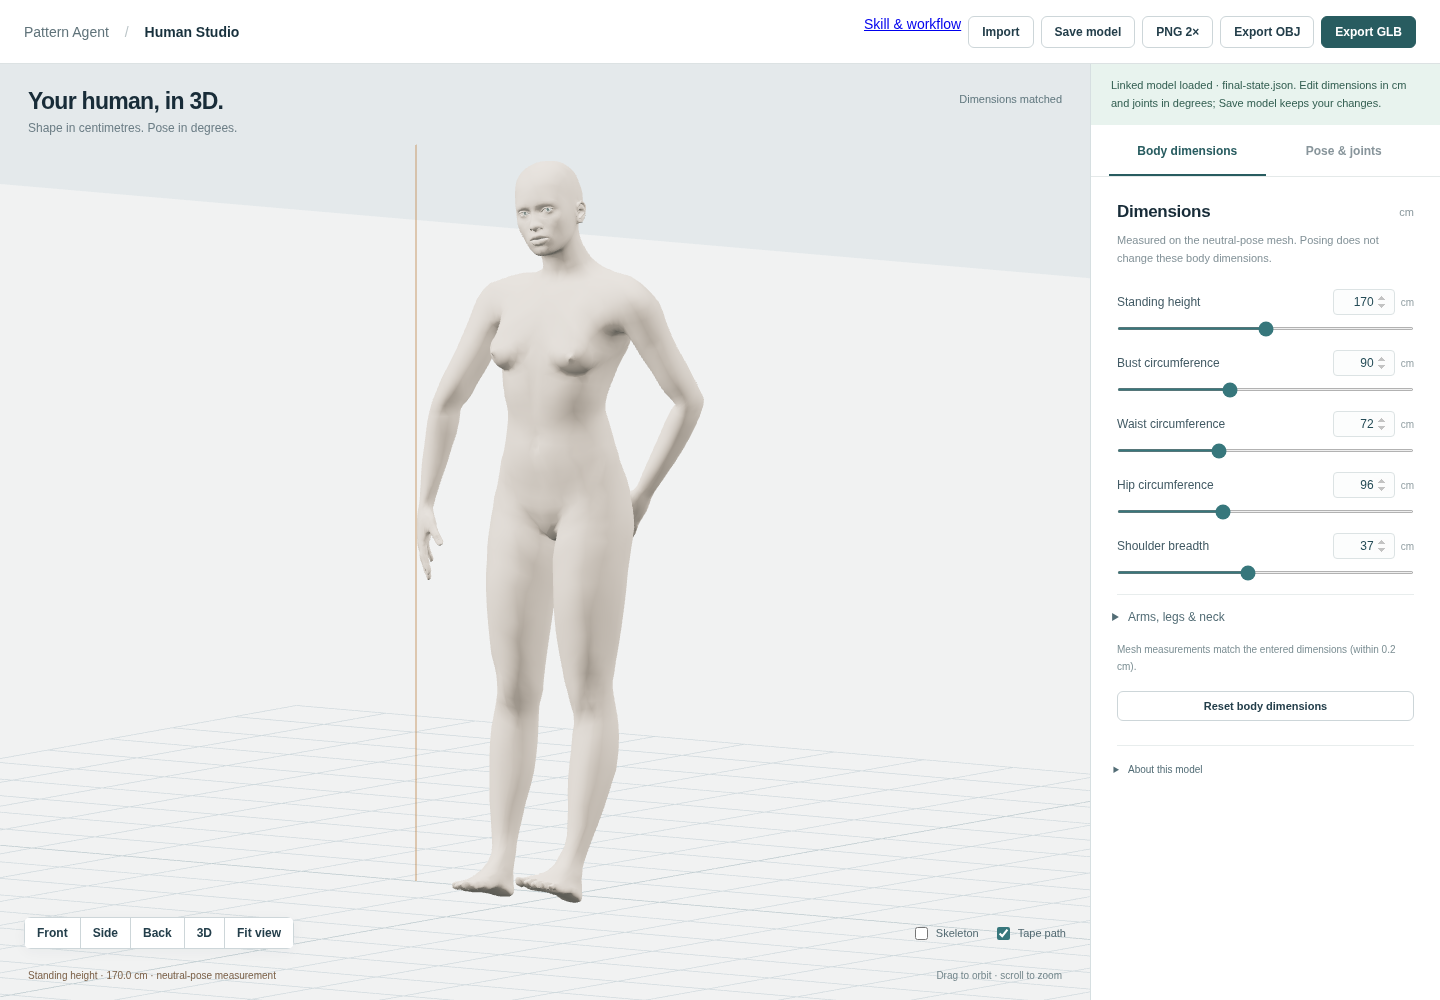 Pattern Agent / Human Studio
Skill & workflow
Import
Save model
PNG 2×
Export OBJ
Export GLB
Your human, in 3D.
Shape in centimetres. Pose in degrees.
Dimensions matched
Linked model loaded · final-state.json. Edit dimensions in cm
and joints in degrees; Save model keeps your changes.
Body dimensions
Pose & joints
Dimensions
cm
Measured on the neutral-pose mesh. Posing does not
change these body dimensions.
Standing height 170 cm
Bust circumference 90 cm
Waist circumference 72 cm
Hip circumference 96 cm
Shoulder breadth 37 cm
Arms, legs & neck
Mesh measurements match the entered dimensions (within 0.2
cm).
Reset body dimensions
About this model
Front
Side
Back
3D
Fit view
Skeleton
Tape path
Standing height · 170.0 cm · neutral-pose measurement
Drag to orbit · scroll to zoom